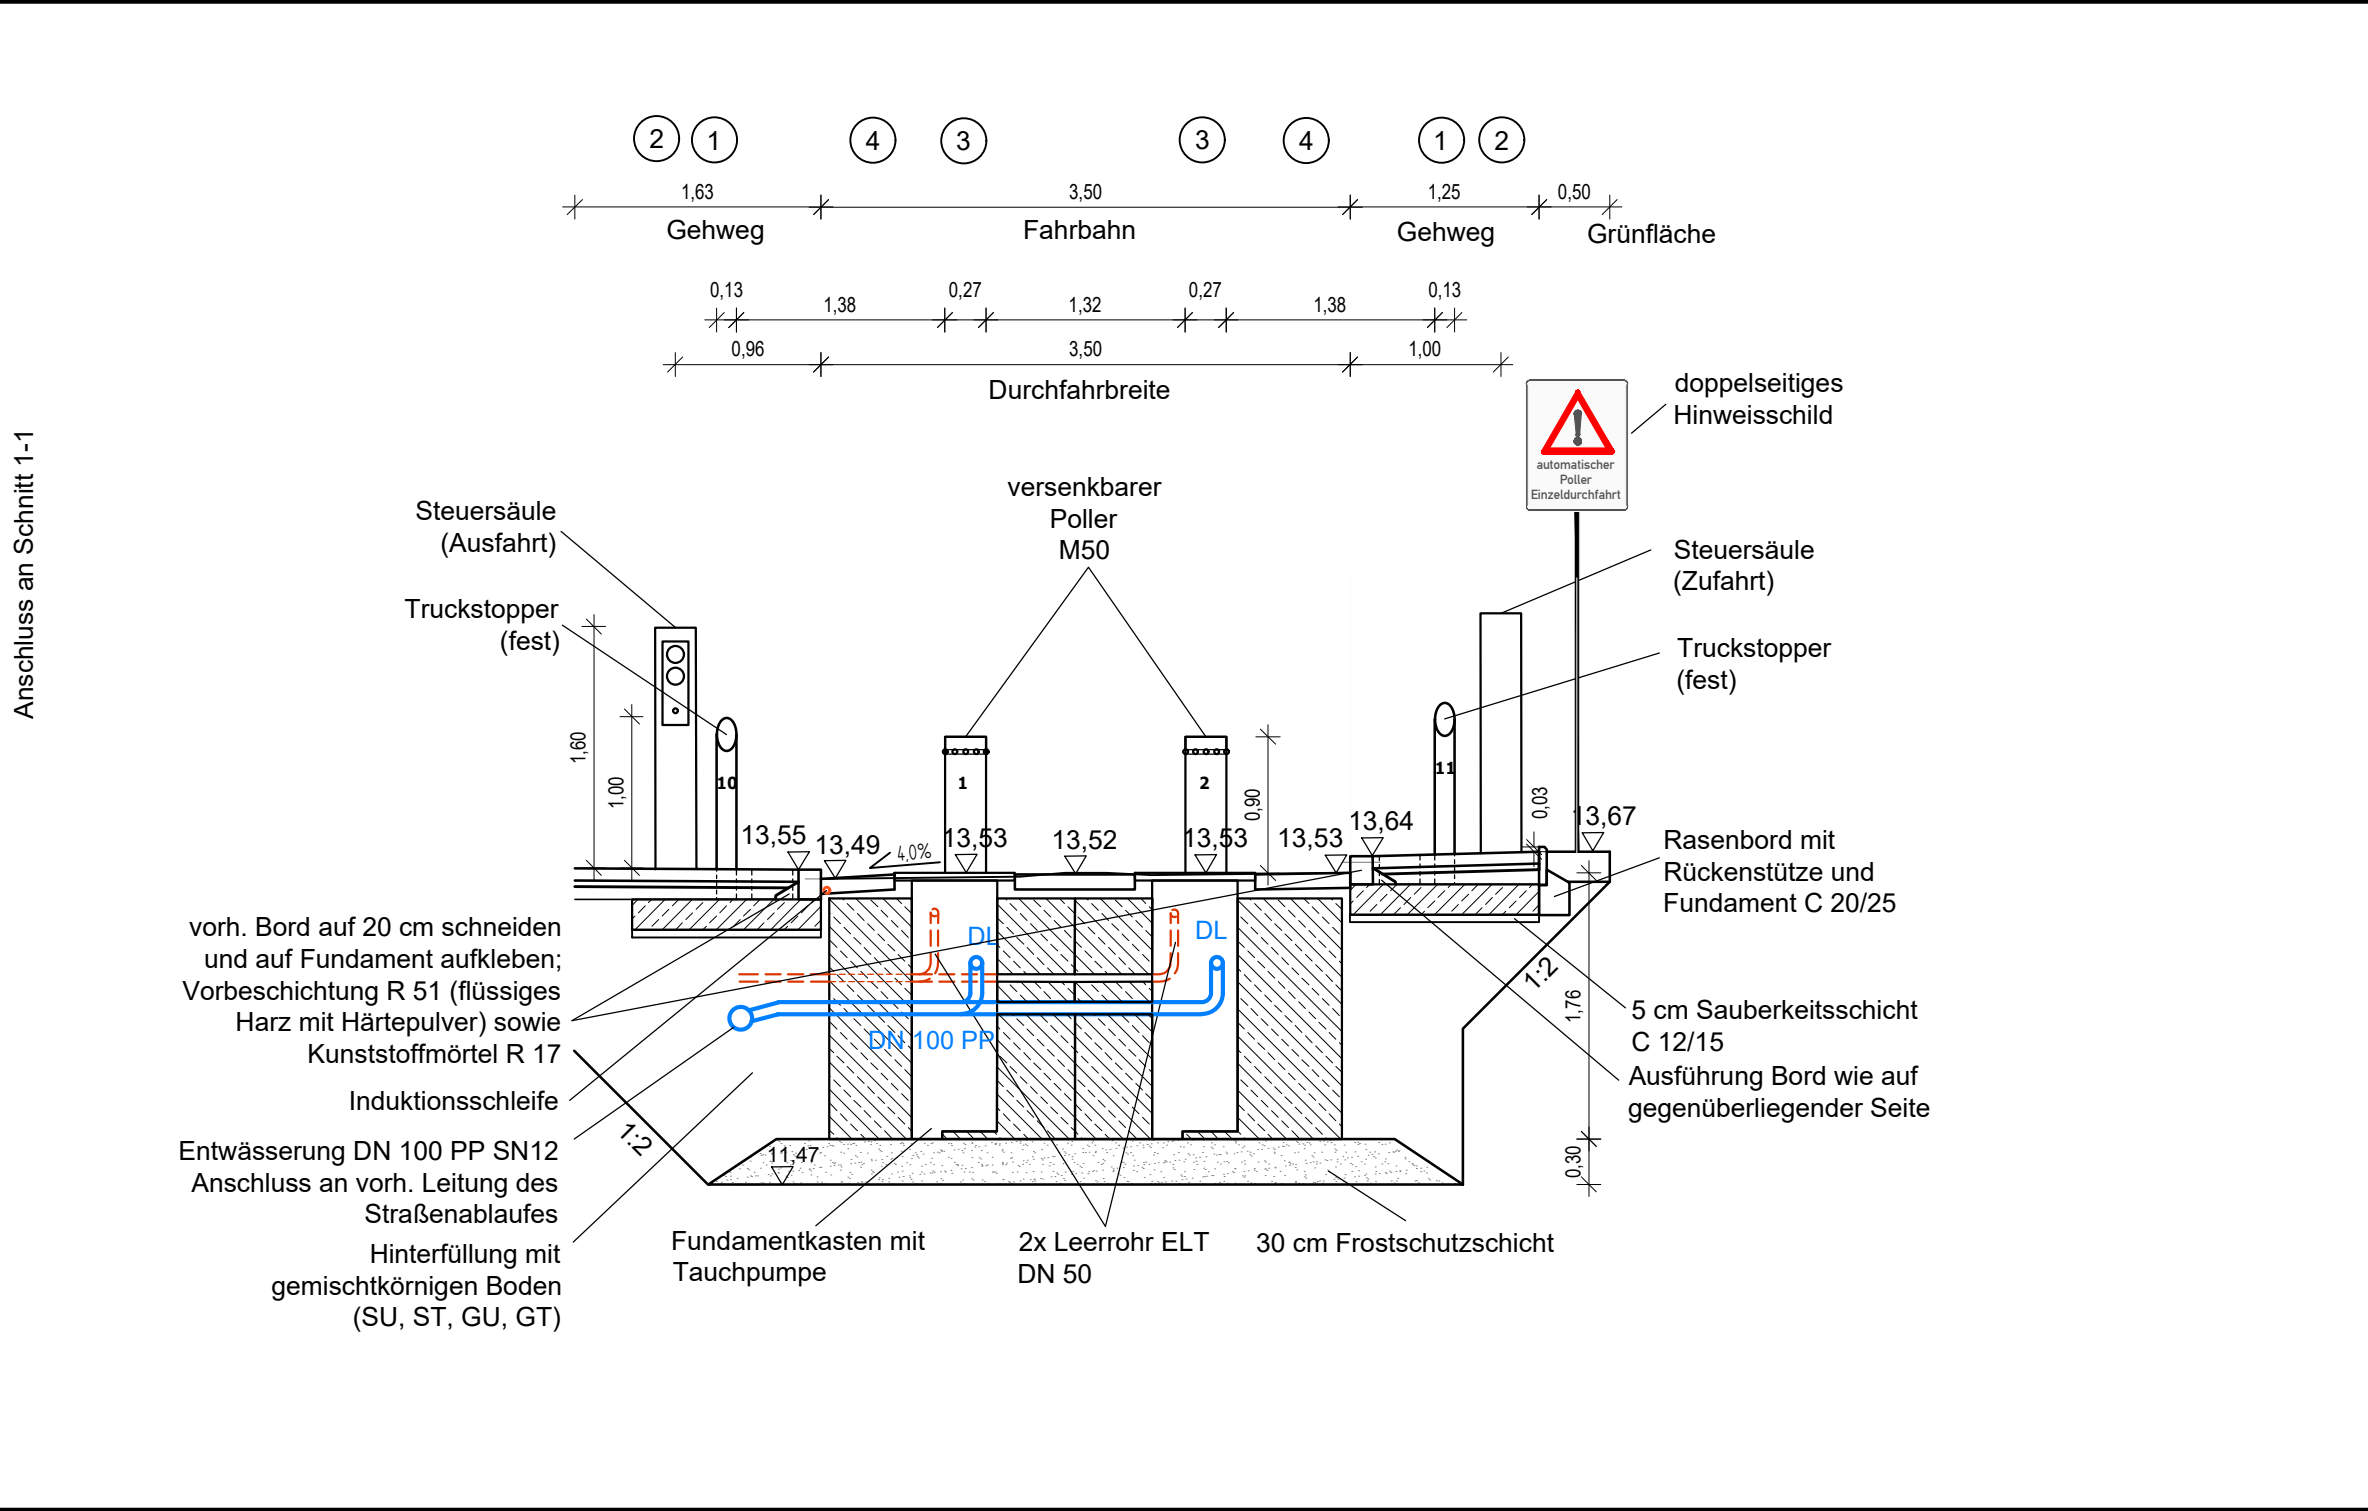 2 1 4 3 3 4 1 2
1,63 3,50 1,25 0,50
Gehweg Fahrbahn Gehweg Grünfläche
0,13 1,38 0,27 1,32 0,27 1,38 0,13
0,96 3,50 1,00
Durchfahrbreite
doppelseitiges
Hinweisschild
automatischer
Poller
Einzeldurchfahrt
Anschluss an Schnitt 1-1
versenkbarer
Poller
M50
Steuersäule
(Ausfahrt)
Truckstopper
(fest)
Steuersäule
(Zufahrt)
Truckstopper
(fest)
1,60
1,00
10
1
2
11
0,90
0,03
13,55 13,49 4,0% 13,53 13,52 13,53 13,53 13,64 13,67
Rasenbord mit
Rückenstütze und
Fundament C 20/25
vorh. Bord auf 20 cm schneiden
und auf Fundament aufkleben;
Vorbeschichtung R 51 (flüssiges
Harz mit Härtepulver) sowie
Kunststoffmörtel R 17
DL
DL
DN 100 PP
1:2
1,76
5 cm Sauberkeitsschicht
C 12/15
Ausführung Bord wie auf
gegenüberliegender Seite
Induktionsschleife
Entwässerung DN 100 PP SN12
Anschluss an vorh. Leitung des
Straßenablaufes
1:2
11,47
0,30
Hinterfüllung mit
gemischtkörnigen Boden
(SU, ST, GU, GT)
Fundamentkasten mit
Tauchpumpe
2x Leerrohr ELT
DN 50
30 cm Frostschutzschicht